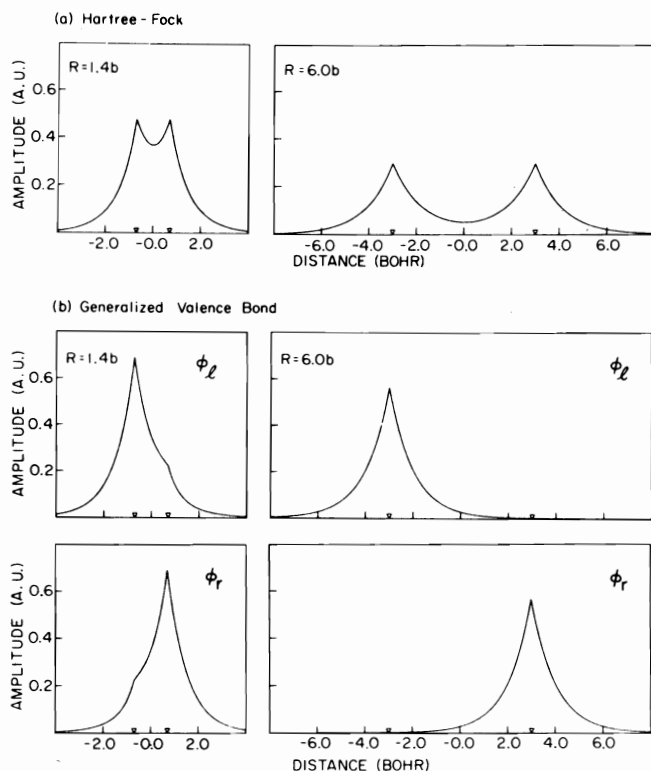 (a) Hartree-Fock
R=1.4b
R=6.0b
AMPLITUDE (A.U.)
0.6
0.4
0.2
-2.0 -0.0 2.0
-6.0 -4.0 -2.0 -0.0 2.0 4.0 6.0
DISTANCE (BOHR)
(b) Generalized Valence Bond
R=1.4b
ϕℓ
R=6.0b
ϕℓ
AMPLITUDE (A.U.)
0.6
0.4
0.2
ϕr
ϕr
AMPLITUDE (A.U.)
0.6
0.4
0.2
-2.0 -0.0 2.0
-6.0 -4.0 -2.0 -0.0 2.0 4.0 6.0
DISTANCE (BOHR)